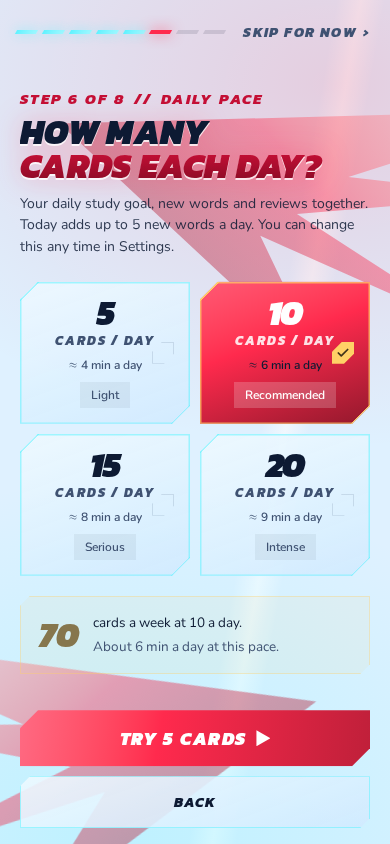 SKIP FOR NOW >
STEP 6 OF 8 // DAILY PACE
HOW MANY
CARDS EACH DAY?
Your daily study goal, new words and reviews together.
Today adds up to 5 new words a day. You can change
this any time in Settings.
5
CARDS / DAY
≈ 4 min a day
Light
10
CARDS / DAY
≈ 6 min a day
Recommended
15
CARDS / DAY
≈ 8 min a day
Serious
20
CARDS / DAY
≈ 9 min a day
Intense
70
cards a week at 10 a day.
About 6 min a day at this pace.
TRY 5 CARDS ▶
BACK